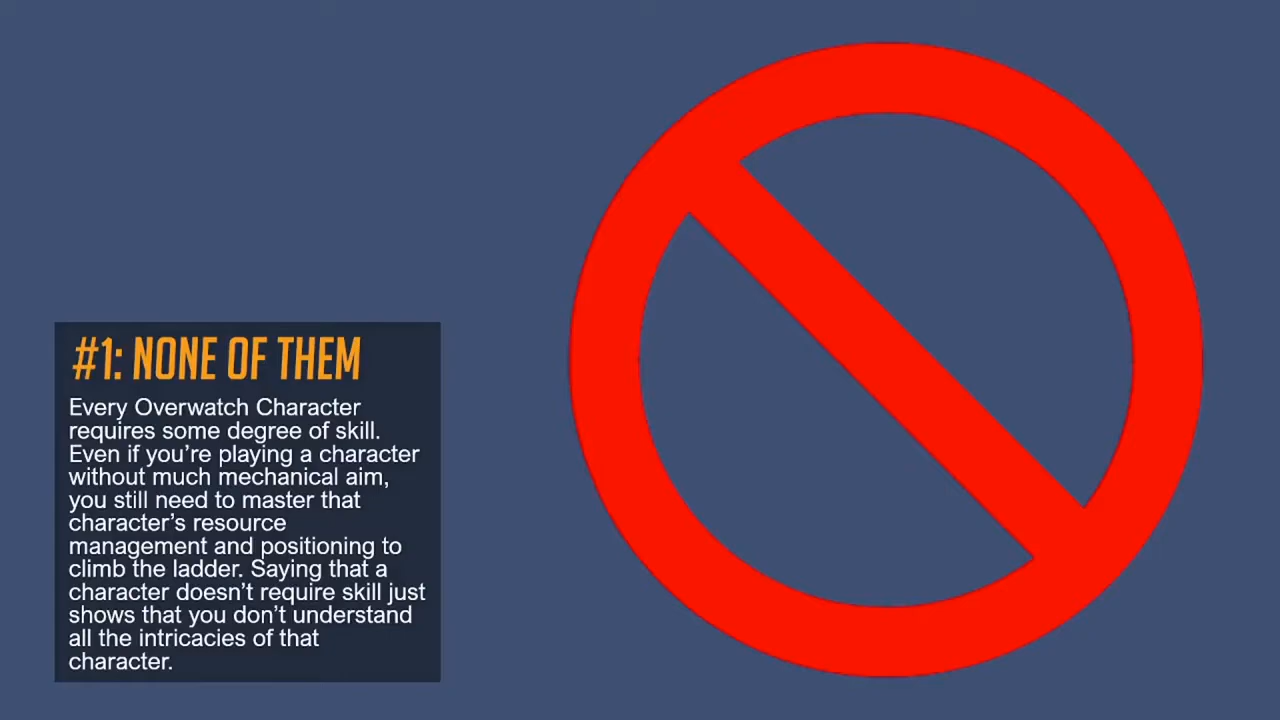 #1: NONE OF THEM
Every Overwatch Character
requires some degree of skill.
Even if you’re playing a character
without much mechanical aim,
you still need to master that
character’s resource
management and positioning to
climb the ladder. Saying that a
character doesn’t require skill just
shows that you don’t understand
all the intricacies of that
character.